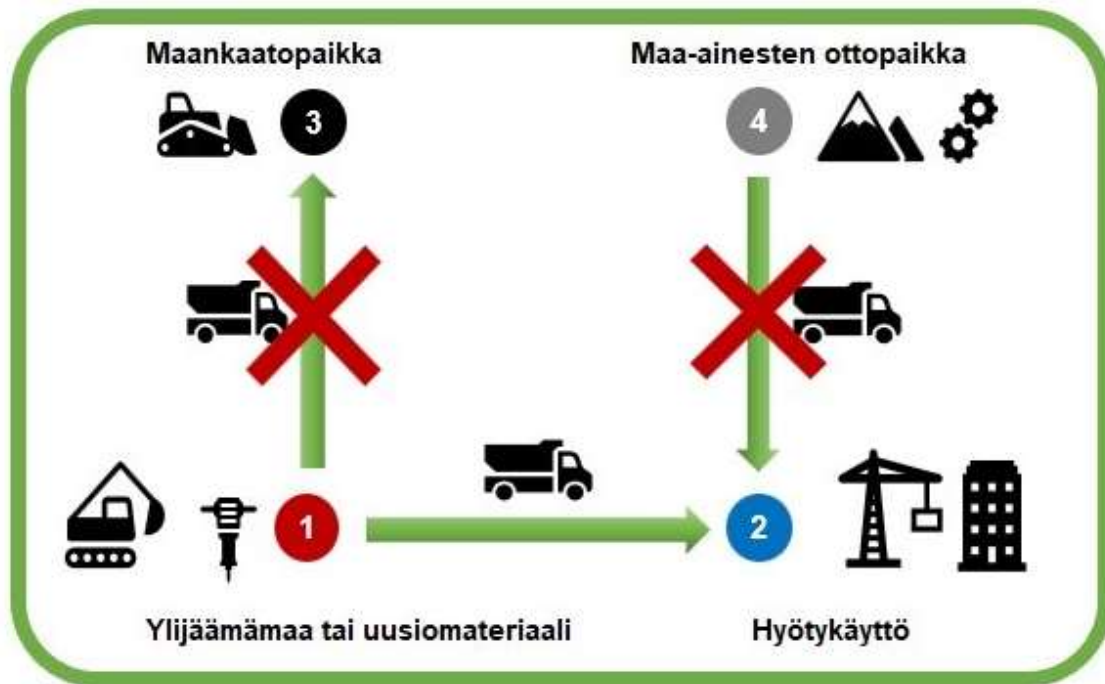 Maankaatopaikka
Maa-ainesten ottopaikka
3
4
1
2
Ylijäämämaa tai uusiomateriaali
Hyötykäyttö